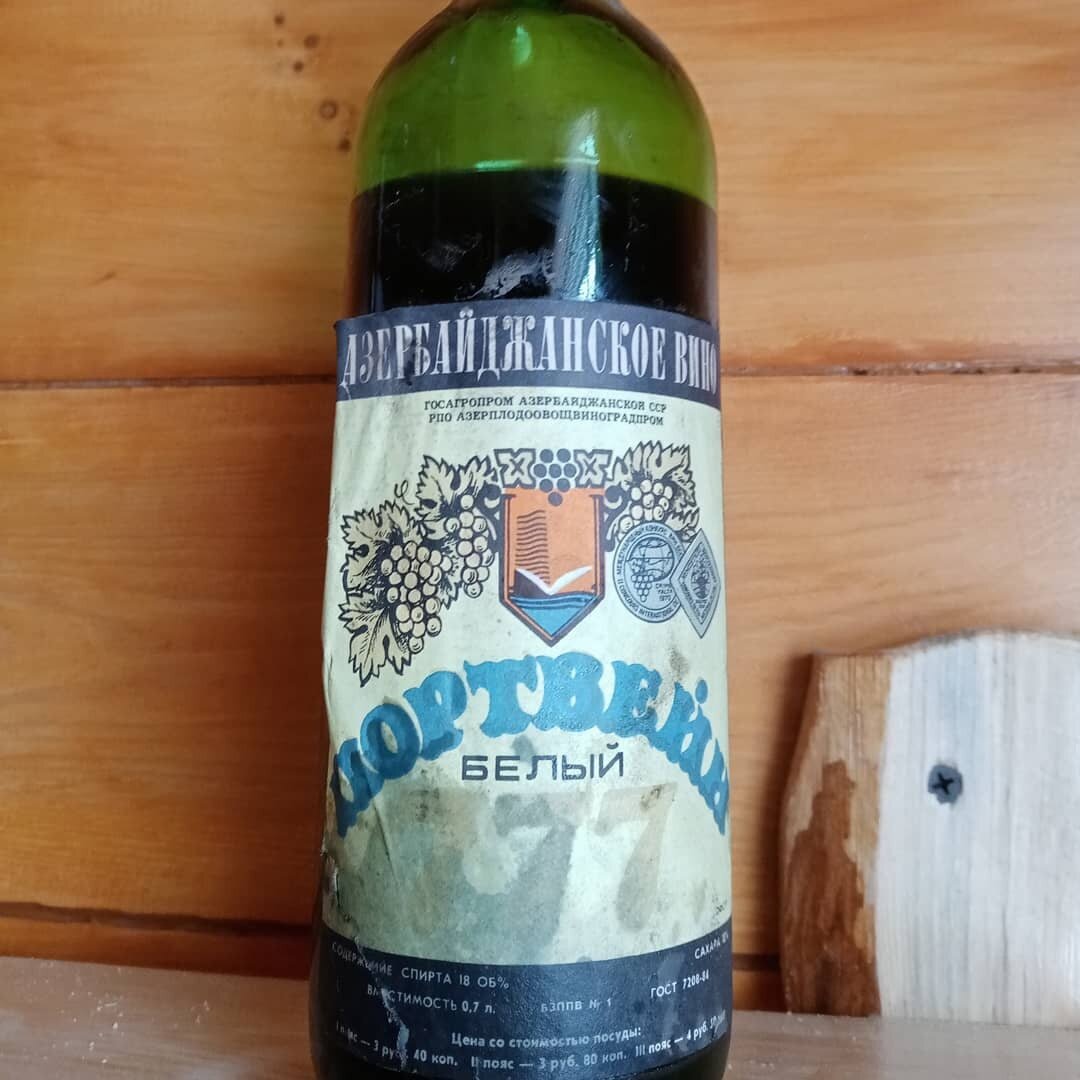 АЗЕРБАЙДЖАНСКОЕ ВИНО
ГОСАГРОПРОМ АЗЕРБАЙДЖАНСКОЙ ССР
РПО АЗЕРПЛОДООВОЩВИНОГРАДПРОМ
ПОРТВЕЙН
БЕЛЫЙ
777
СОДЕРЖАНИЕ СПИРТА 18 ОБ% САХАРА 10%
ВМЕСТИМОСТЬ 0,7 л. БЗППВ № 1 ГОСТ 7208-84
Цена со стоимостью посуды:
I пояс — 3 руб. 40 коп. II пояс — 3 руб. 80 коп. III пояс — 4 руб.